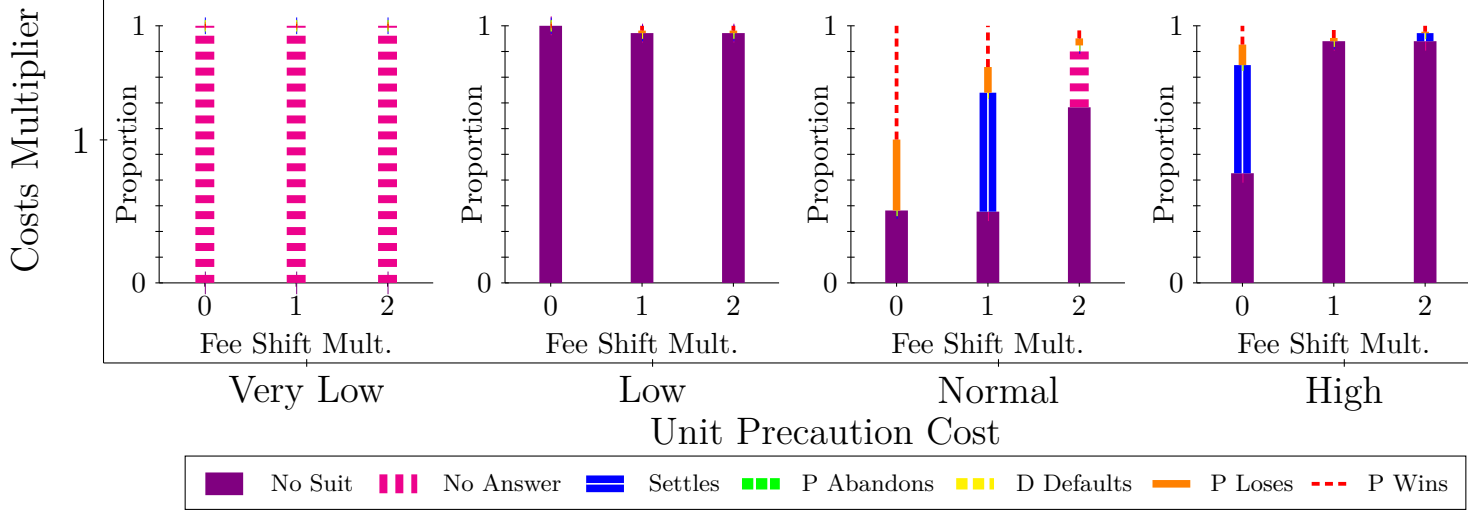 Costs Multiplier
1
1 1 1 1
Proportion Proportion Proportion Proportion
0 0 0 0
0 1 2 0 1 2 0 1 2 0 1 2
Fee Shift Mult. Fee Shift Mult. Fee Shift Mult. Fee Shift Mult.
Very Low Low Normal High
Unit Precaution Cost
No Suit No Answer Settles P Abandons D Defaults P Loses P Wins